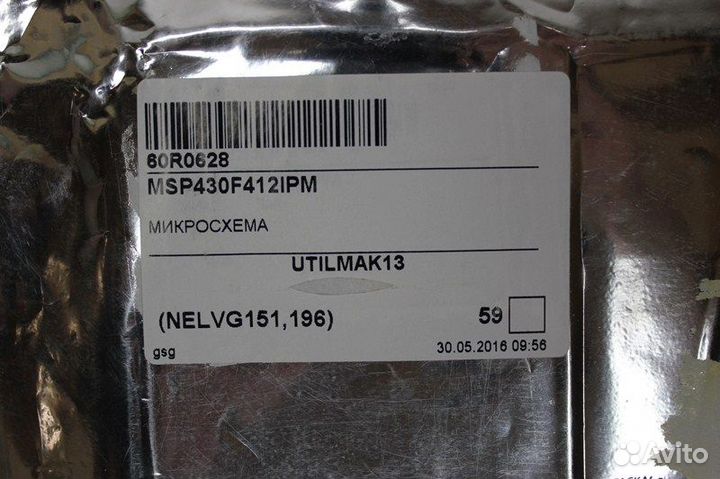 60R0628
MSP430F412IPM
МИКРОСХЕМА
UTILMAK13
(NELVG151,196) 59
gsg 30.05.2016 09:56
Avito